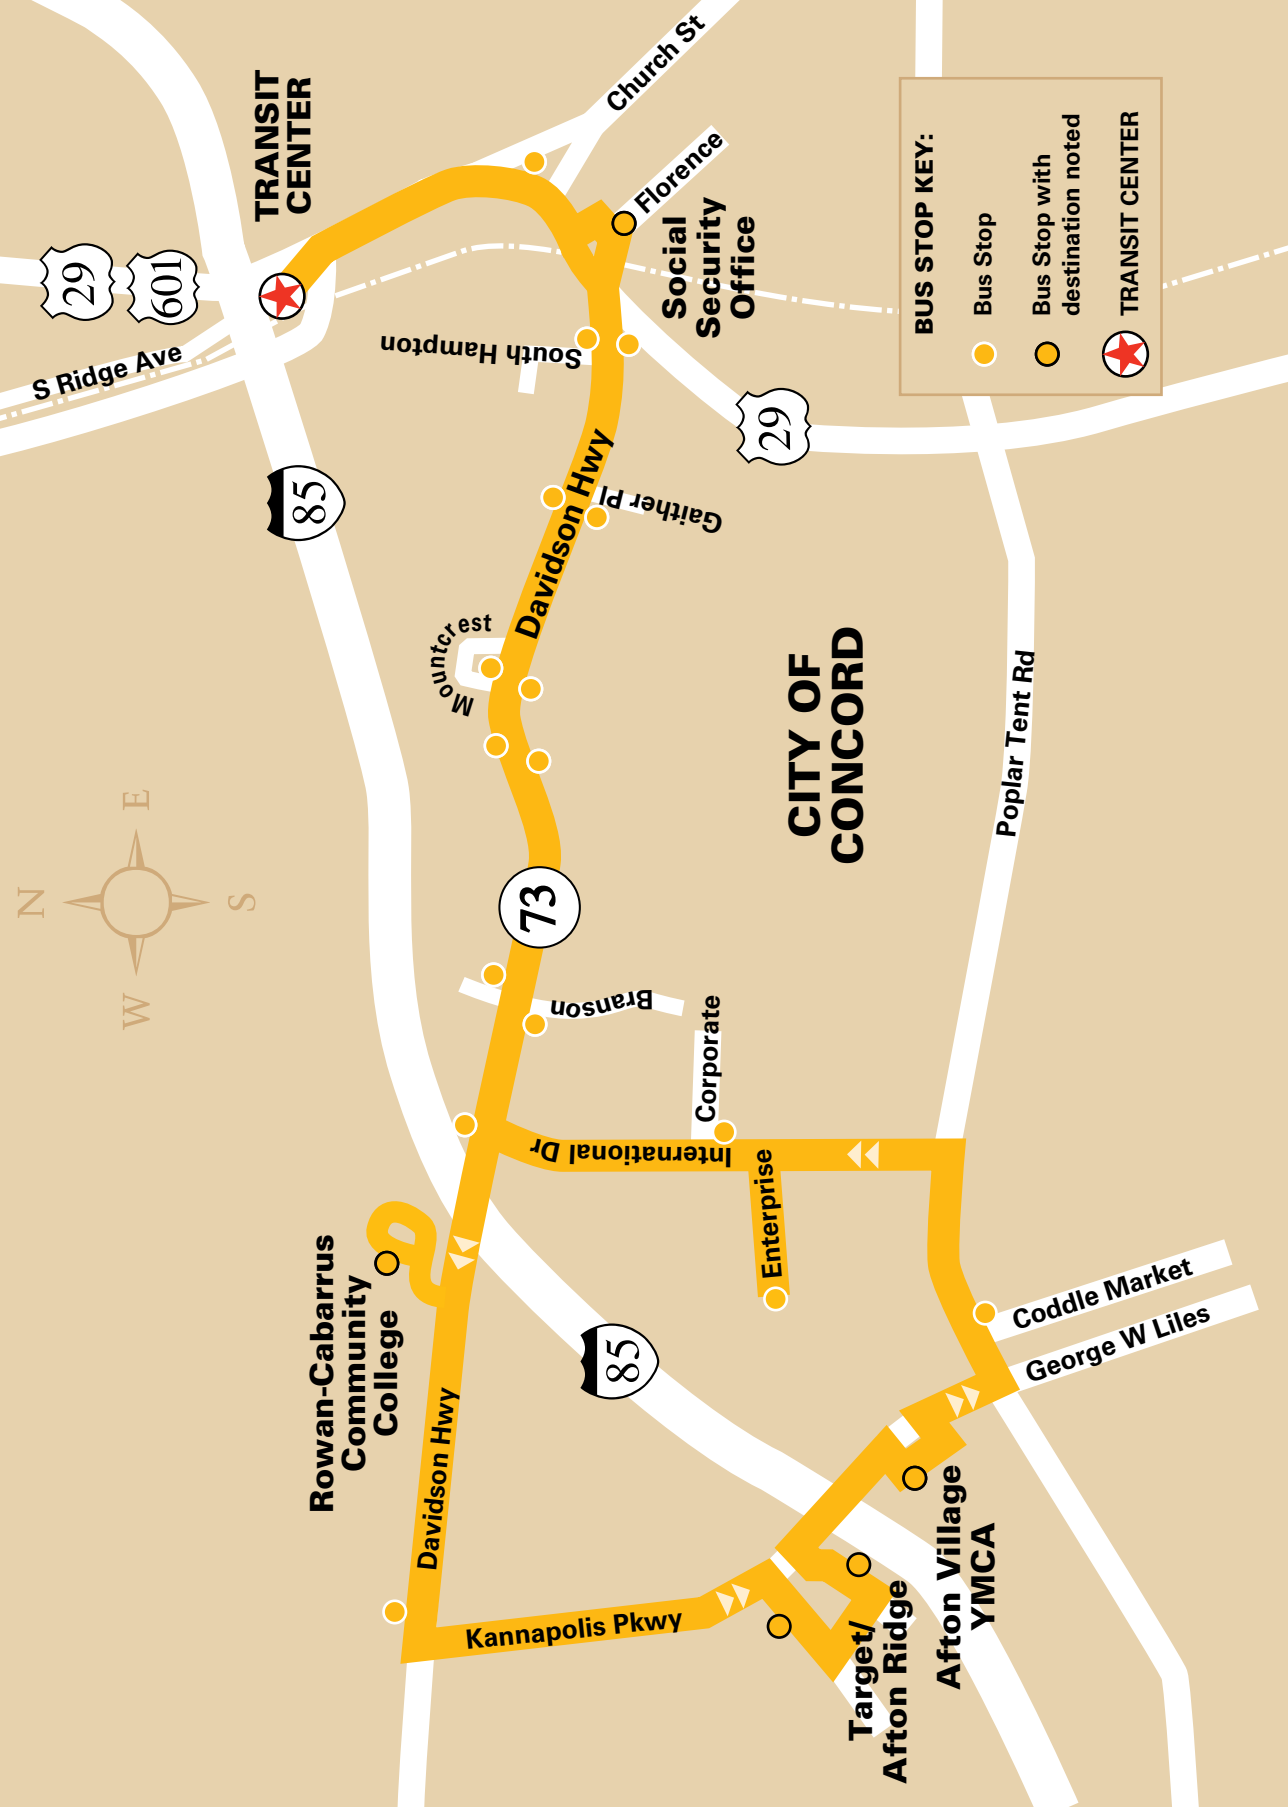 TRANSIT
CENTER
29
601
S Ridge Ave
85
Church St
Florence
Social
Security
Office
South Hampton
29
Davidson Hwy
Gaither Pl
Mountcrest
CITY OF
CONCORD
Poplar Tent Rd
N
E
S
W
73
Branson
Corporate
International Dr
Enterprise
Rowan-Cabarrus
Community
College
Davidson Hwy
85
Coddle Market
George W Liles
Kannapolis Pkwy
Afton Village
YMCA
Target/
Afton Ridge
BUS STOP KEY:
Bus Stop
Bus Stop with
destination noted
TRANSIT CENTER